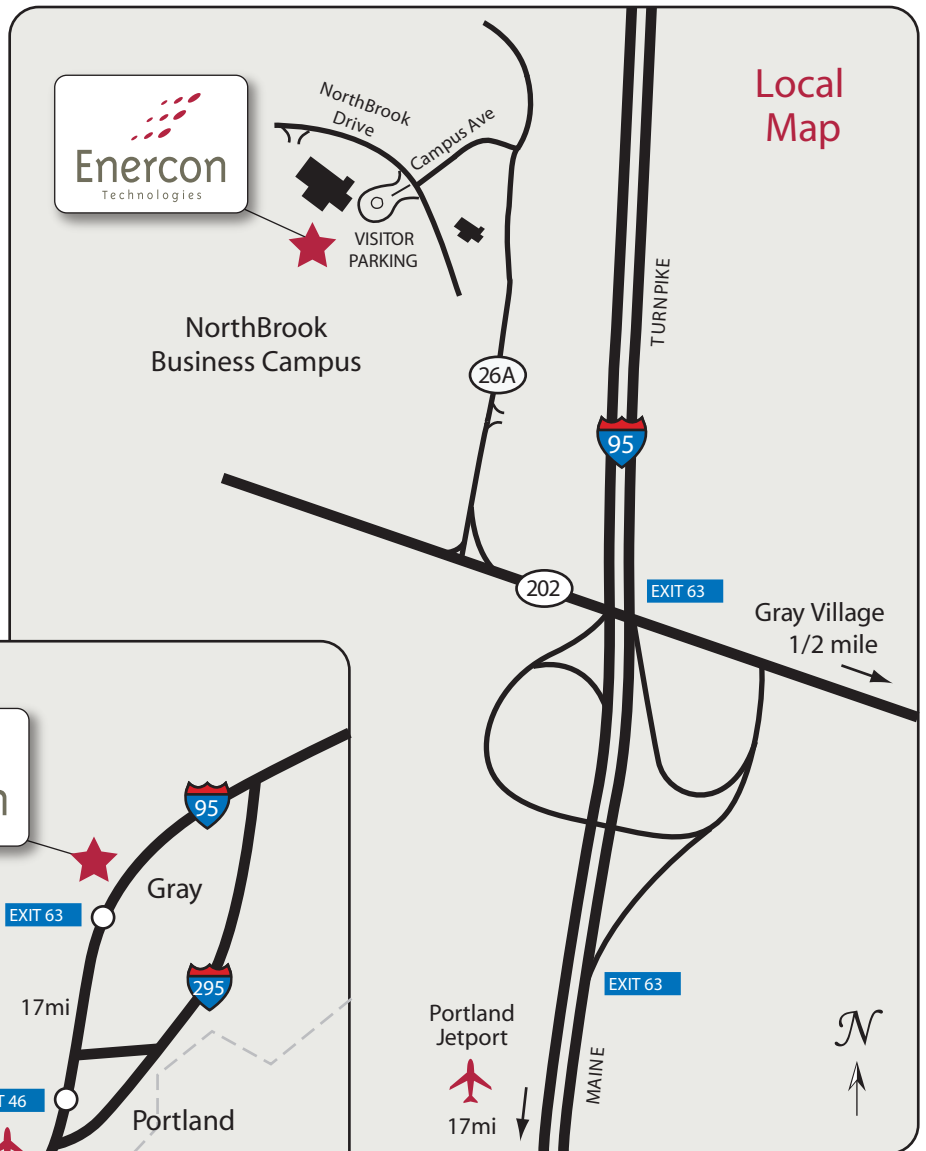 Local
Map
Enercon
Technologies
NorthBrook
Drive
Campus Ave
VISITOR
PARKING
NorthBrook
Business Campus
TURNPIKE
26A
95
202
EXIT 63
Gray Village
1/2 mile
EXIT 63
Portland
Jetport
17mi
MAINE
N
n
95
Gray
EXIT 63
295
17mi
T 46
Portland